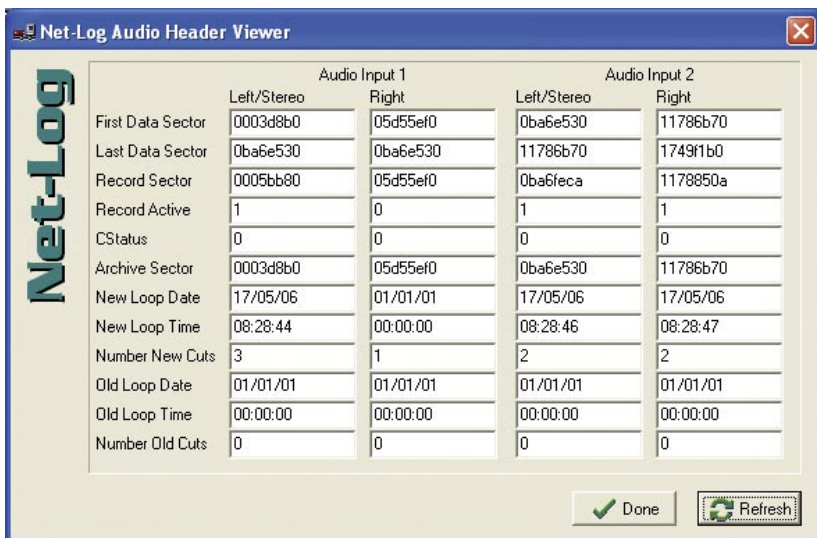 Net-Log Audio Header Viewer
Net-Log
Audio Input 1 Audio Input 2
Left/Stereo Right Left/Stereo Right
First Data Sector 0003d8b0 05d55ef0 0ba6e530 11786b70
Last Data Sector 0ba6e530 0ba6e530 11786b70 1749f1b0
Record Sector 0005bb80 05d55ef0 0ba6feca 1178850a
Record Active 1 0 1 1
CStatus 0 0 0 0
Archive Sector 0003d8b0 05d55ef0 0ba6e530 11786b70
New Loop Date 17/05/06 01/01/01 17/05/06 17/05/06
New Loop Time 08:28:44 00:00:00 08:28:46 08:28:47
Number New Cuts 3 1 2 2
Old Loop Date 01/01/01 01/01/01 01/01/01 01/01/01
Old Loop Time 00:00:00 00:00:00 00:00:00 00:00:00
Number Old Cuts 0 0 0 0
Done Refresh